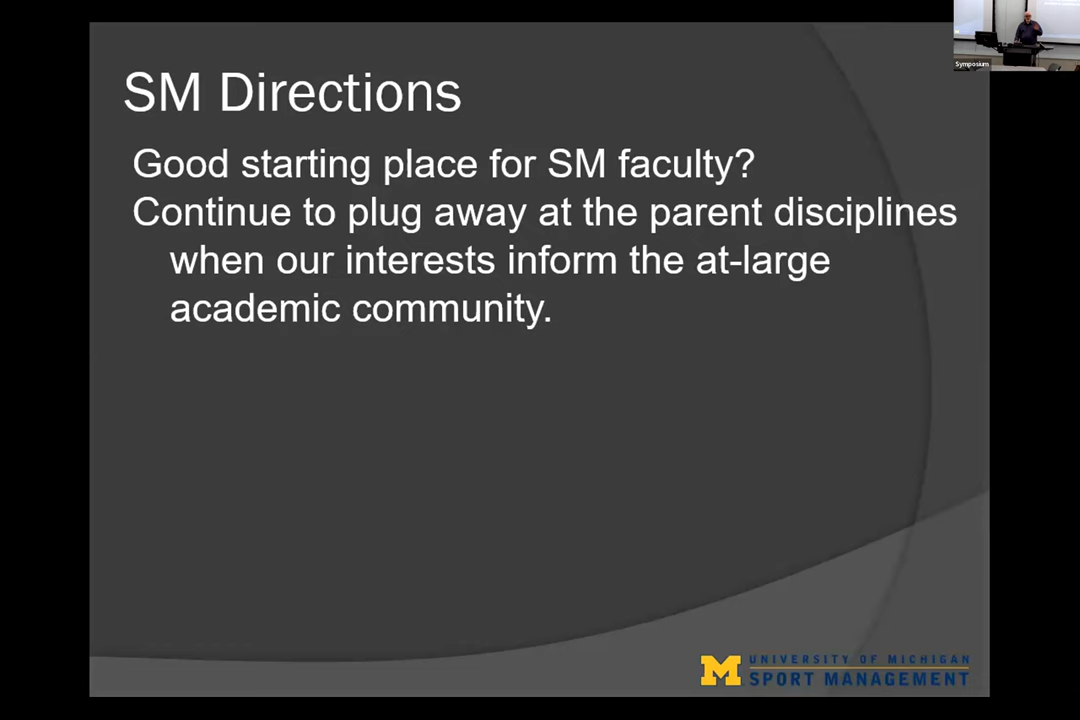 Symposium
SM Directions
Good starting place for SM faculty?
Continue to plug away at the parent disciplines
when our interests inform the at-large
academic community.
M
UNIVERSITY OF MICHIGAN
SPORT MANAGEMENT